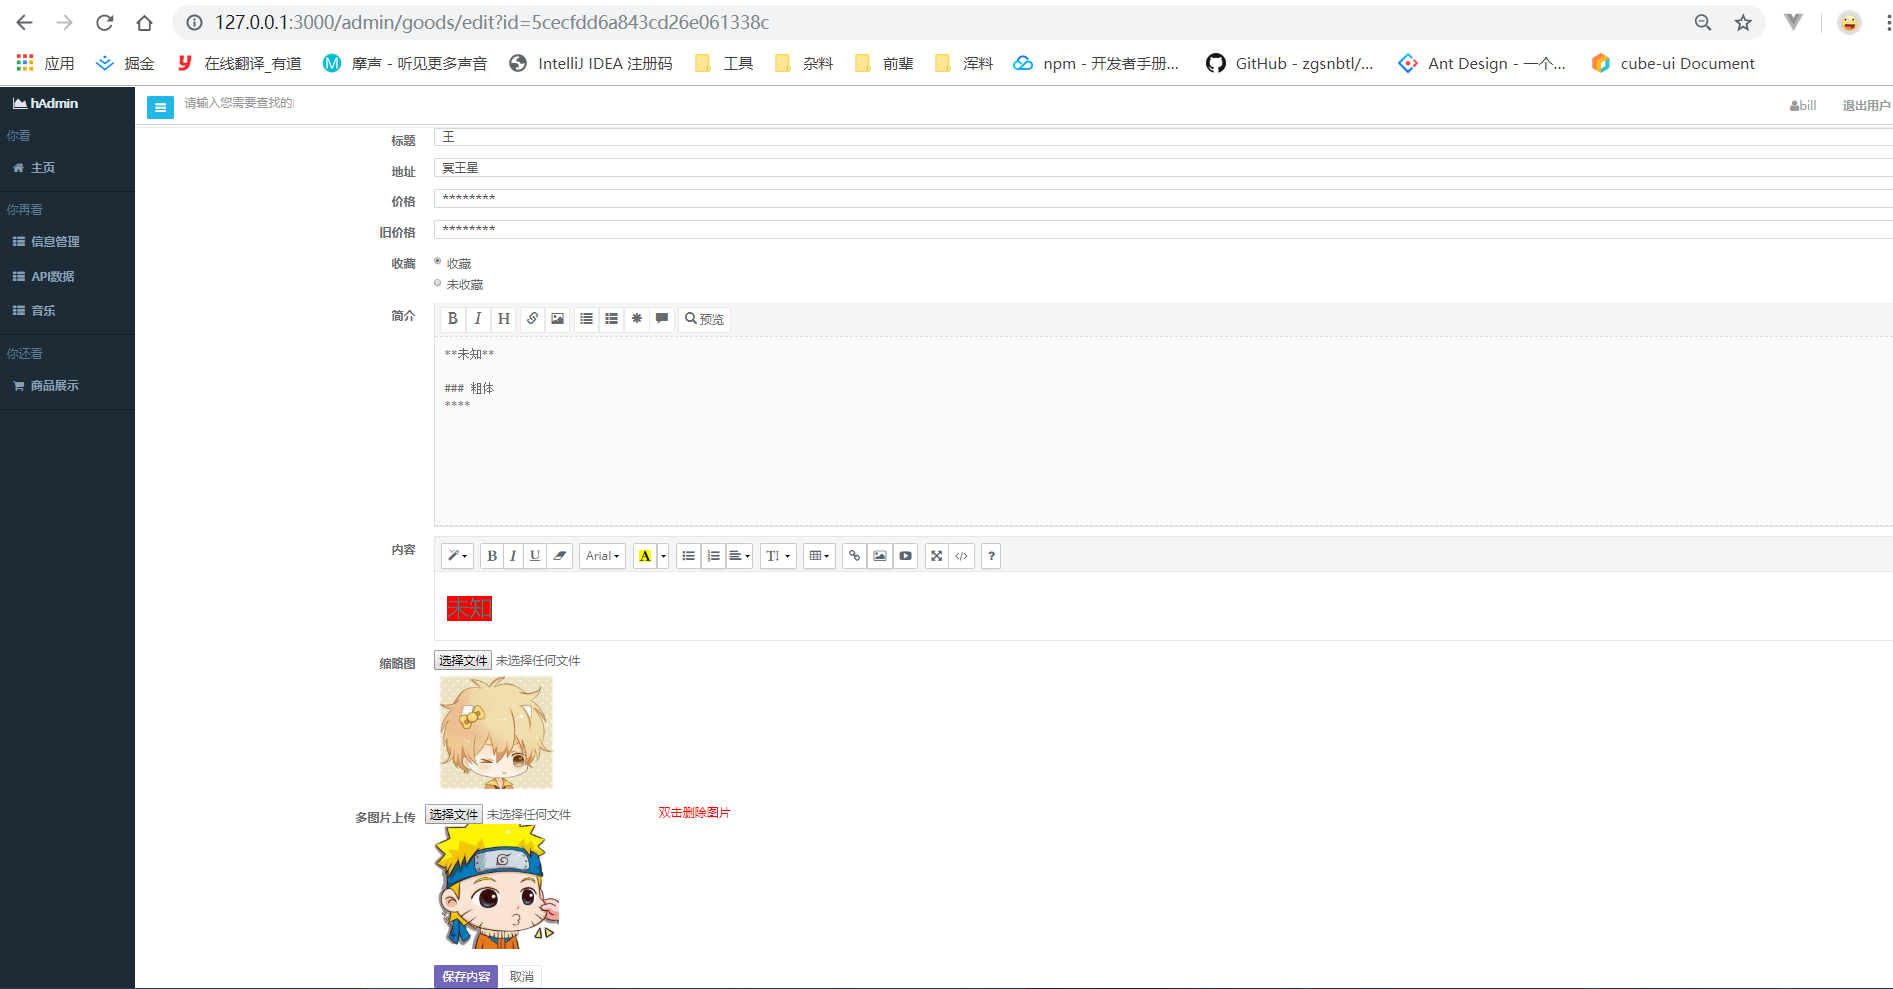 127.0.0.1:3000/admin/goods/edit?id=5cecfdd6a843cd26e061338c
应用 掘金 在线翻译_有道 摩声 - 听见更多声音 IntelliJ IDEA 注册码 工具 杂料 前辈 浑料 npm - 开发者手册... GitHub - zgsnbtl/... Ant Design - 一个... cube-ui Document
hAdmin 请输入您需要查找的 bill 退出用户
你看
主页
你再看
信息管理
API数据
音乐
你还看
商品展示
标题 王
地址 冥王星
价格 ********
旧价格 ********
收藏 收藏
未收藏
简介 B I H 预览
**未知**
### 粗体
****
内容 B I U Arial A T ?
未知
缩略图 选择文件 未选择任何文件
多图片上传 选择文件 未选择任何文件 双击删除图片
保存内容 取消